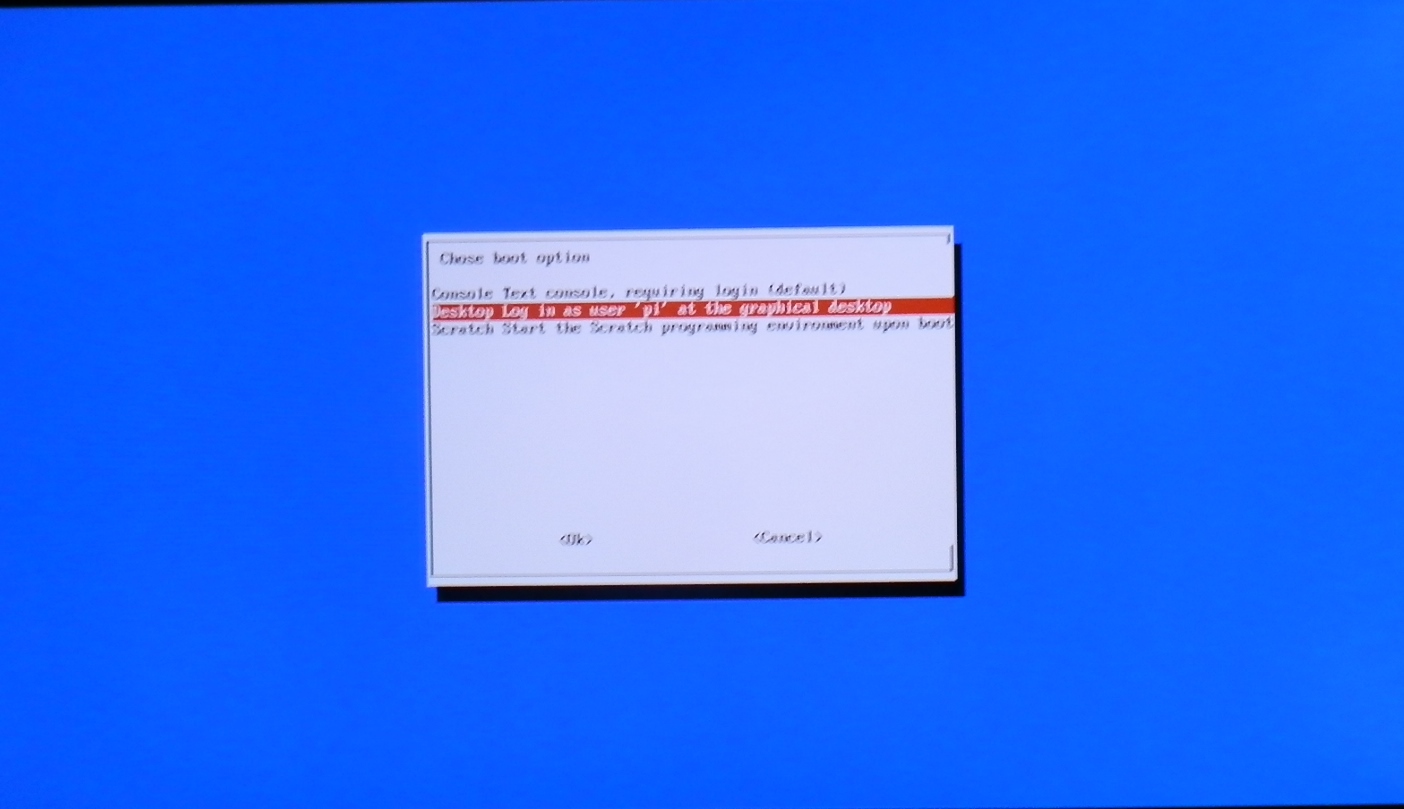 Chose boot option
Console Text console, requiring login (default)
Desktop Log in as user 'pi' at the graphical desktop
Scratch Start the Scratch programming environment upon boot
<Ok>
<Cancel>